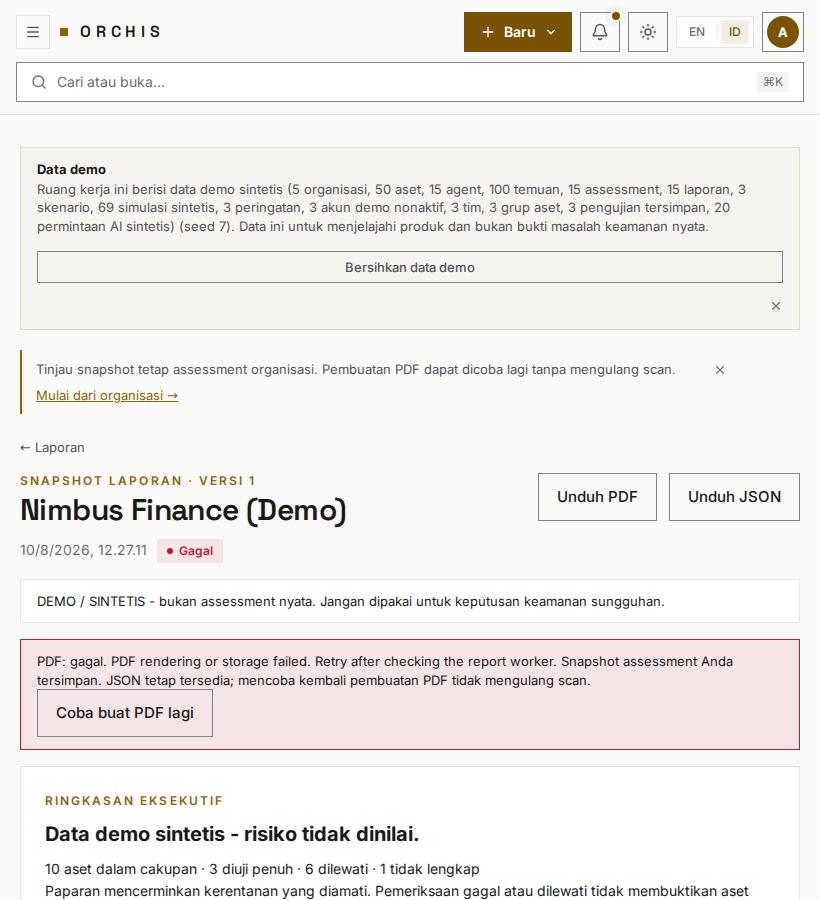 ORCHIS
Baru
EN
ID
A
Cari atau buka...
⌘K
Data demo
Ruang kerja ini berisi data demo sintetis (5 organisasi, 50 aset, 15 agent, 100 temuan, 15 assessment, 15 laporan, 3
skenario, 69 simulasi sintetis, 3 peringatan, 3 akun demo nonaktif, 3 tim, 3 grup aset, 3 pengujian tersimpan, 20
permintaan AI sintetis) (seed 7). Data ini untuk menjelajahi produk dan bukan bukti masalah keamanan nyata.
Bersihkan data demo
Tinjau snapshot tetap assessment organisasi. Pembuatan PDF dapat dicoba lagi tanpa mengulang scan.
Mulai dari organisasi →
← Laporan
SNAPSHOT LAPORAN · VERSI 1
Nimbus Finance (Demo)
Unduh PDF
Unduh JSON
10/8/2026, 12.27.11
Gagal
DEMO / SINTETIS - bukan assessment nyata. Jangan dipakai untuk keputusan keamanan sungguhan.
PDF: gagal. PDF rendering or storage failed. Retry after checking the report worker. Snapshot assessment Anda
tersimpan. JSON tetap tersedia; mencoba kembali pembuatan PDF tidak mengulang scan.
Coba buat PDF lagi
RINGKASAN EKSEKUTIF
Data demo sintetis - risiko tidak dinilai.
10 aset dalam cakupan · 3 diuji penuh · 6 dilewati · 1 tidak lengkap
Paparan mencerminkan kerentanan yang diamati. Pemeriksaan gagal atau dilewati tidak membuktikan aset